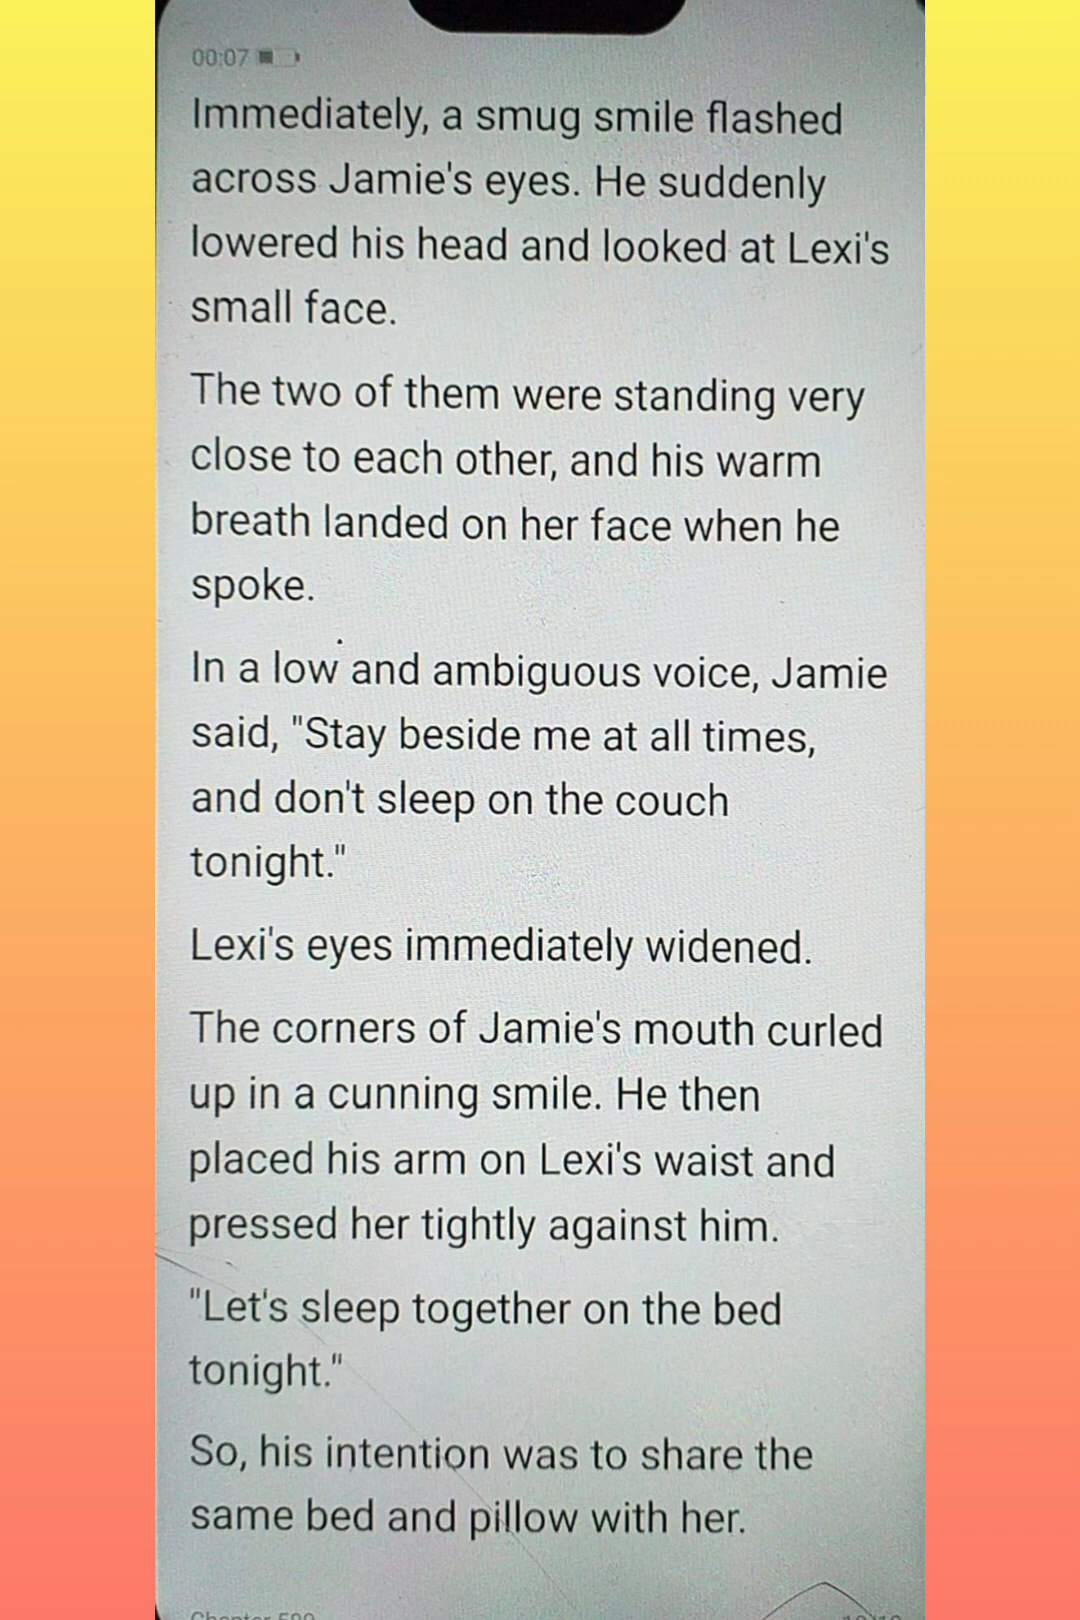 00:07
Immediately, a smug smile flashed
across Jamie's eyes. He suddenly
lowered his head and looked at Lexi's
small face.
The two of them were standing very
close to each other, and his warm
breath landed on her face when he
spoke.
In a low and ambiguous voice, Jamie
said, "Stay beside me at all times,
and don't sleep on the couch
tonight."
Lexi's eyes immediately widened.
The corners of Jamie's mouth curled
up in a cunning smile. He then
placed his arm on Lexi's waist and
pressed her tightly against him.
"Let's sleep together on the bed
tonight."
So, his intention was to share the
same bed and pillow with her.
Chapter